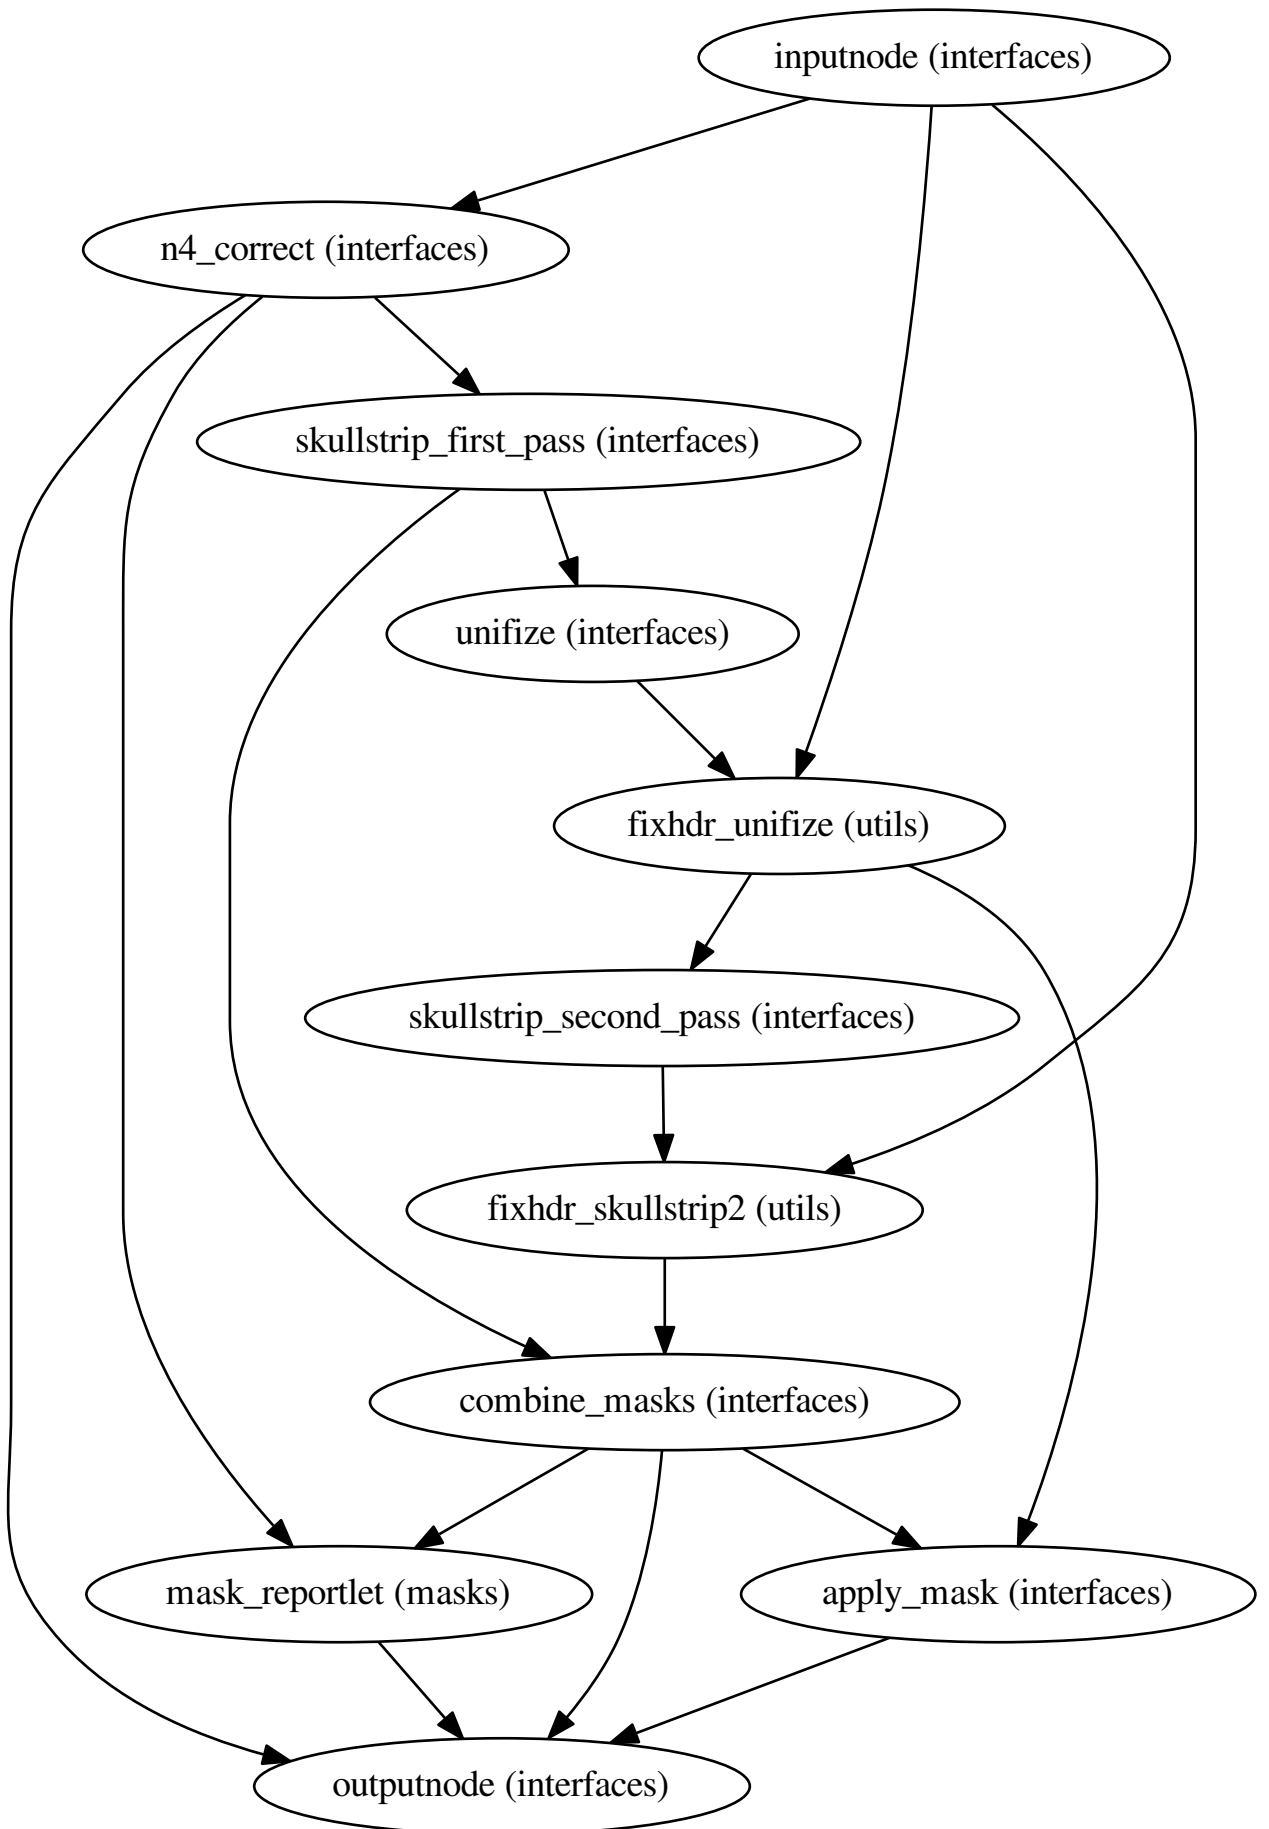 inputnode (interfaces)
n4_correct (interfaces)
skullstrip_first_pass (interfaces)
unifize (interfaces)
fixhdr_unifize (utils)
skullstrip_second_pass (interfaces)
fixhdr_skullstrip2 (utils)
combine_masks (interfaces)
mask_reportlet (masks)
apply_mask (interfaces)
outputnode (interfaces)